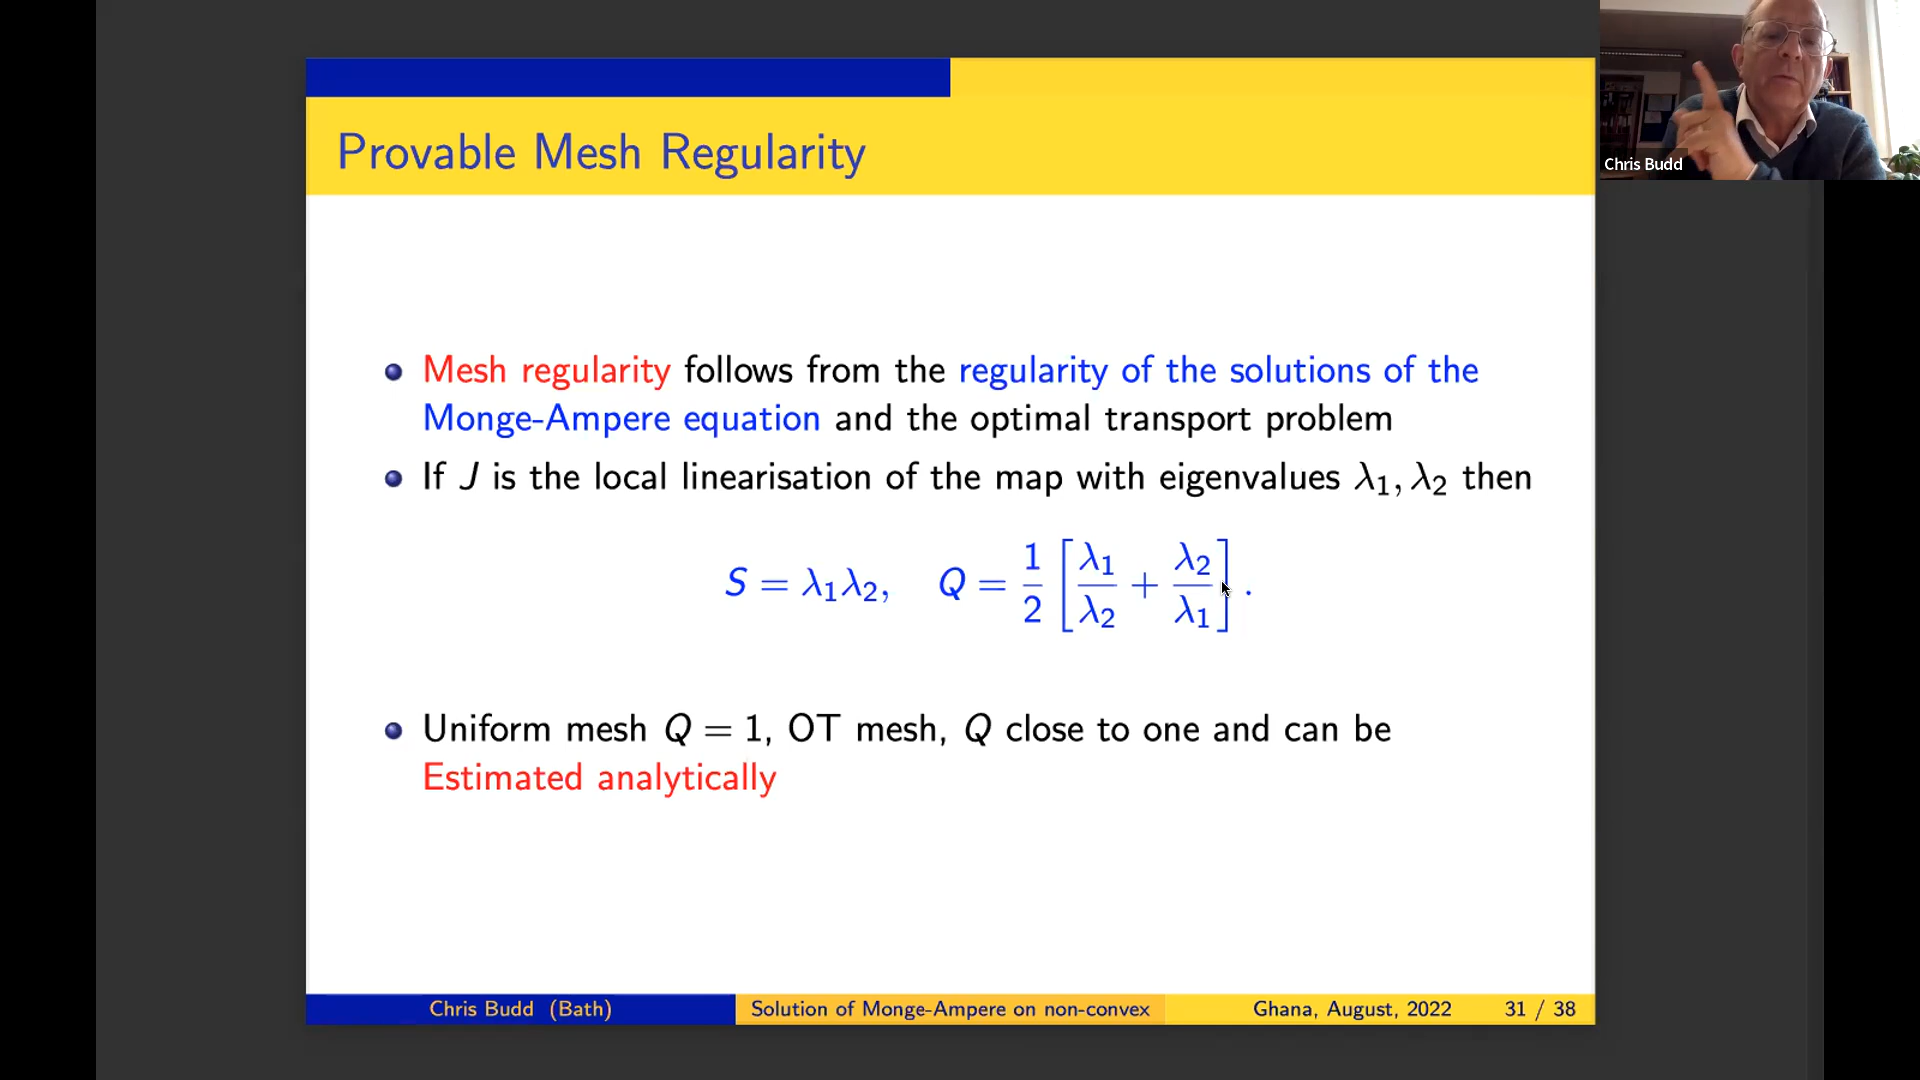 Provable Mesh Regularity
Mesh regularity follows from the regularity of the solutions of the
Monge-Ampere equation and the optimal transport problem
If J is the local linearisation of the map with eigenvalues λ₁, λ₂ then
S = λ₁λ₂, Q = 1/2 [λ₁/λ₂ + λ₂/λ₁].
Uniform mesh Q = 1, OT mesh, Q close to one and can be
Estimated analytically
Chris Budd (Bath) Solution of Monge-Ampere on non-convex Ghana, August, 2022 31 / 38
Chris Budd